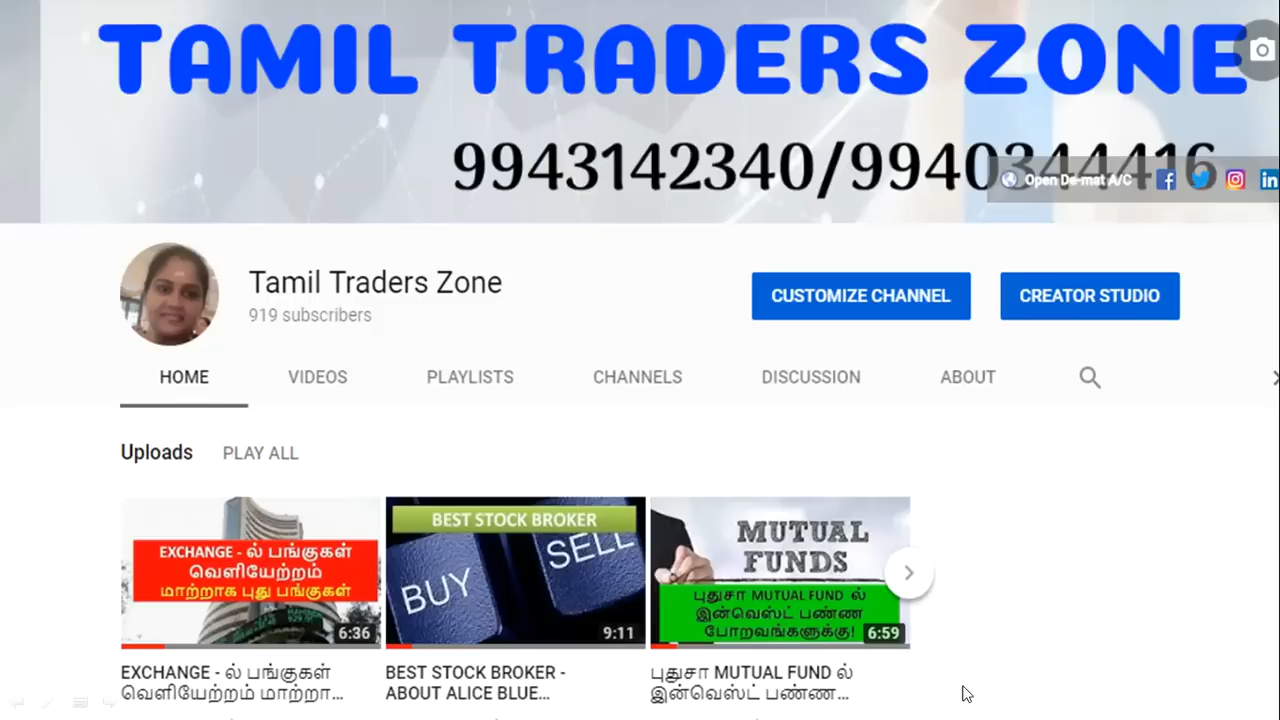 TAMIL TRADERS ZONE
9943142340/9940344416
Open De-mat A/C
Tamil Traders Zone
919 subscribers
CUSTOMIZE CHANNEL
CREATOR STUDIO
HOME
VIDEOS
PLAYLISTS
CHANNELS
DISCUSSION
ABOUT
Uploads
PLAY ALL
EXCHANGE - ல் பங்குகள்
வெளியேற்றம்
மாற்றாக புது பங்குகள்
6:36
BEST STOCK BROKER
BUY
SELL
9:11
MUTUAL
FUNDS
புதுசா MUTUAL FUND ல்
இன்வெஸ்ட் பண்ண
போறவங்களுக்கு!
6:59
EXCHANGE - ல் பங்குகள்
வெளியேற்றம் மாற்றா...
BEST STOCK BROKER -
ABOUT ALICE BLUE...
புதுசா MUTUAL FUND ல்
இன்வெஸ்ட் பண்ண...